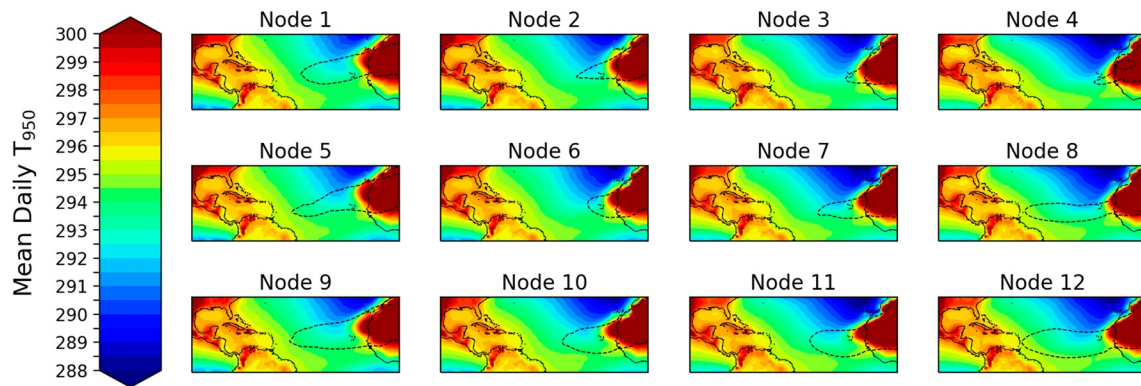 Mean Daily T₉₅₀
300
299
298
297
296
295
294
293
292
291
290
289
288
Node 1
Node 2
Node 3
Node 4
Node 5
Node 6
Node 7
Node 8
Node 9
Node 10
Node 11
Node 12